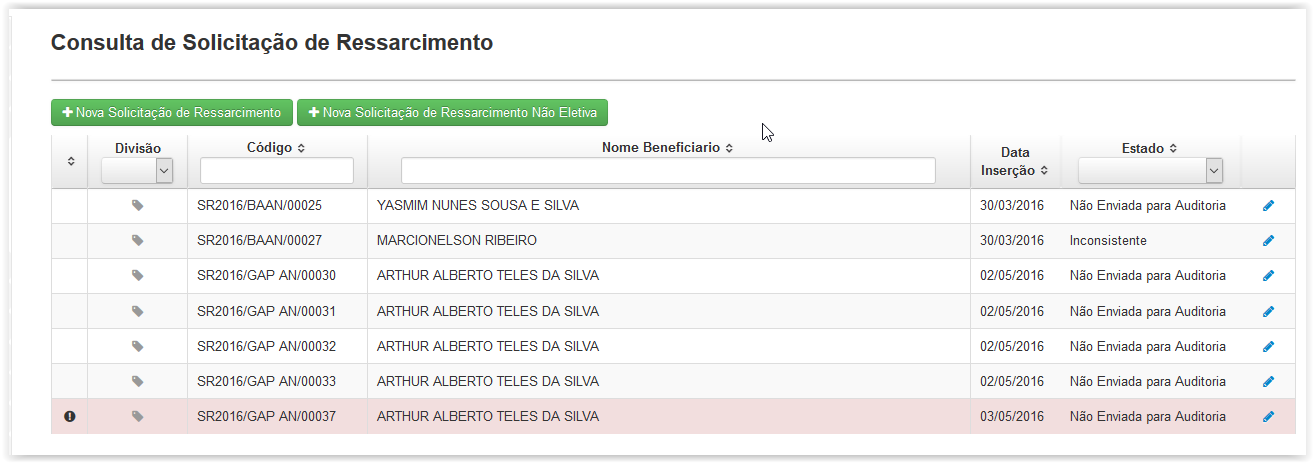 Consulta de Solicitação de Ressarcimento
Nova Solicitação de Ressarcimento Nova Solicitação de Ressarcimento Não Eletiva
Divisão Código Nome Beneficiario Data Inserção Estado
SR2016/BAAN/00025 YASMIM NUNES SOUSA E SILVA 30/03/2016 Não Enviada para Auditoria
SR2016/BAAN/00027 MARCIONELSON RIBEIRO 30/03/2016 Inconsistente
SR2016/GAP AN/00030 ARTHUR ALBERTO TELES DA SILVA 02/05/2016 Não Enviada para Auditoria
SR2016/GAP AN/00031 ARTHUR ALBERTO TELES DA SILVA 02/05/2016 Não Enviada para Auditoria
SR2016/GAP AN/00032 ARTHUR ALBERTO TELES DA SILVA 02/05/2016 Não Enviada para Auditoria
SR2016/GAP AN/00033 ARTHUR ALBERTO TELES DA SILVA 02/05/2016 Não Enviada para Auditoria
SR2016/GAP AN/00037 ARTHUR ALBERTO TELES DA SILVA 03/05/2016 Não Enviada para Auditoria